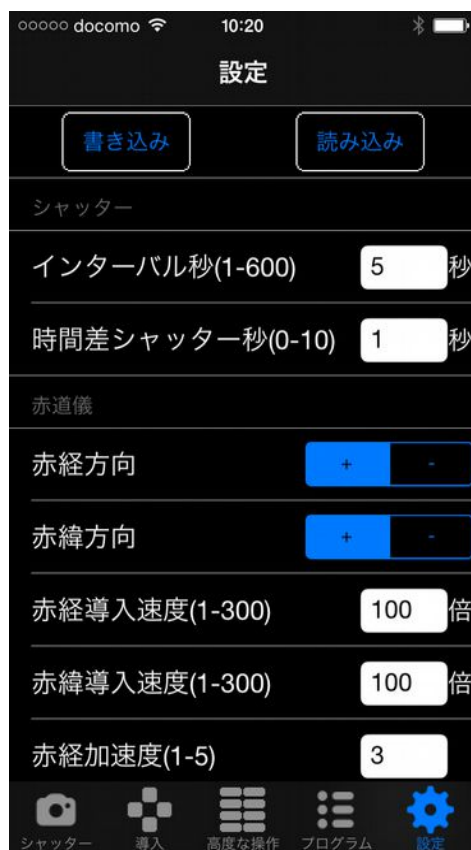 docomo 10:20
設定
書き込み 読み込み
シャッター
インターバル秒(1-600) 5 秒
時間差シャッター秒(0-10) 1 秒
赤道儀
赤経方向 + -
赤緯方向 + -
赤経導入速度(1-300) 100 倍
赤緯導入速度(1-300) 100 倍
赤経加速度(1-5) 3
シャッター 導入 高度な操作 プログラム 設定